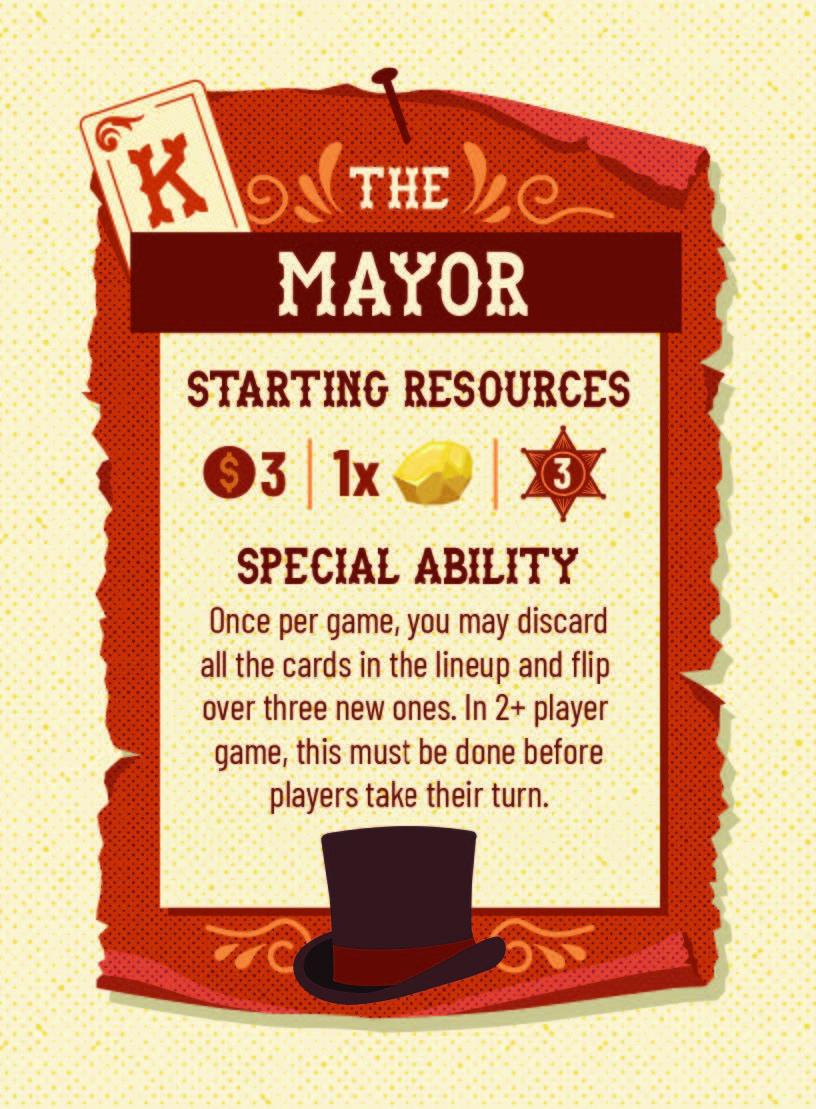 K
THE
MAYOR
STARTING RESOURCES
$ 3 1x 3
SPECIAL ABILITY
Once per game, you may discard
all the cards in the lineup and flip
over three new ones. In 2+ player
game, this must be done before
players take their turn.